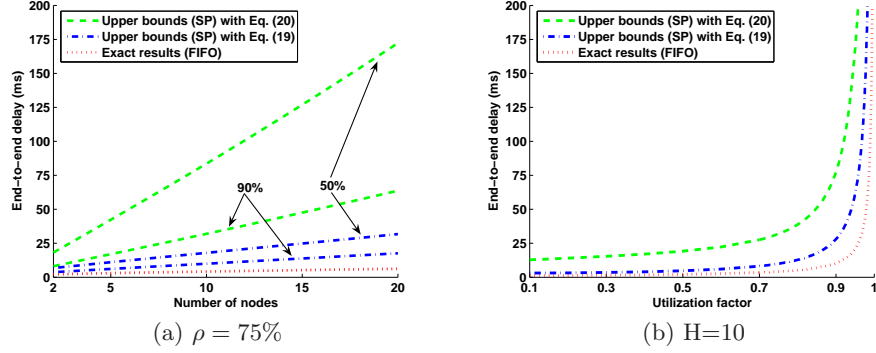 Upper bounds (SP) with Eq. (20)
Upper bounds (SP) with Eq. (19)
Exact results (FIFO)
End−to−end delay (ms)
200
175
150
125
100
75
50
25
0
90%
50%
2
5
10
15
20
Number of nodes
(a) ρ = 75%
Upper bounds (SP) with Eq. (20)
Upper bounds (SP) with Eq. (19)
Exact results (FIFO)
End−to−end delay (ms)
200
175
150
125
100
75
50
25
0
0.1
0.3
0.5
0.7
0.9
1
Utilization factor
(b) H=10